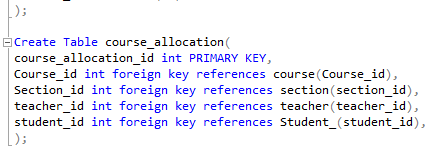 );
Create Table course_allocation(
course_allocation_id int PRIMARY KEY,
Course_id int foreign key references course(Course_id),
Section_id int foreign key references section(section_id),
teacher_id int foreign key references teacher(teacher_id),
student_id int foreign key references Student_(student_id),
);